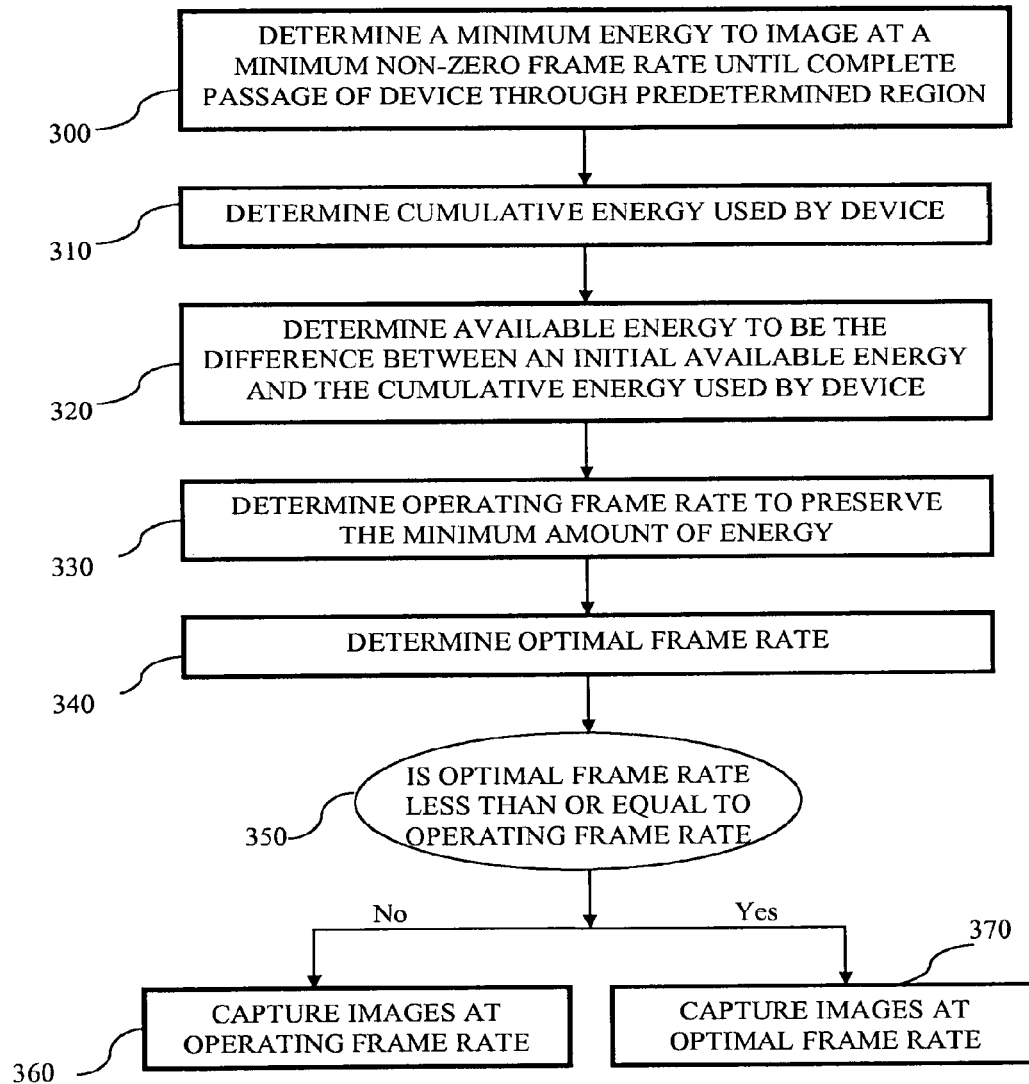 DETERMINE A MINIMUM ENERGY TO IMAGE AT A
MINIMUM NON-ZERO FRAME RATE UNTIL COMPLETE
PASSAGE OF DEVICE THROUGH PREDETERMINED REGION
300
DETERMINE CUMULATIVE ENERGY USED BY DEVICE
310
DETERMINE AVAILABLE ENERGY TO BE THE
DIFFERENCE BETWEEN AN INITIAL AVAILABLE ENERGY
AND THE CUMULATIVE ENERGY USED BY DEVICE
320
DETERMINE OPERATING FRAME RATE TO PRESERVE
THE MINIMUM AMOUNT OF ENERGY
330
DETERMINE OPTIMAL FRAME RATE
340
IS OPTIMAL FRAME RATE
LESS THAN OR EQUAL TO
OPERATING FRAME RATE
350
No
Yes
370
CAPTURE IMAGES AT
OPERATING FRAME RATE
360
CAPTURE IMAGES AT
OPTIMAL FRAME RATE